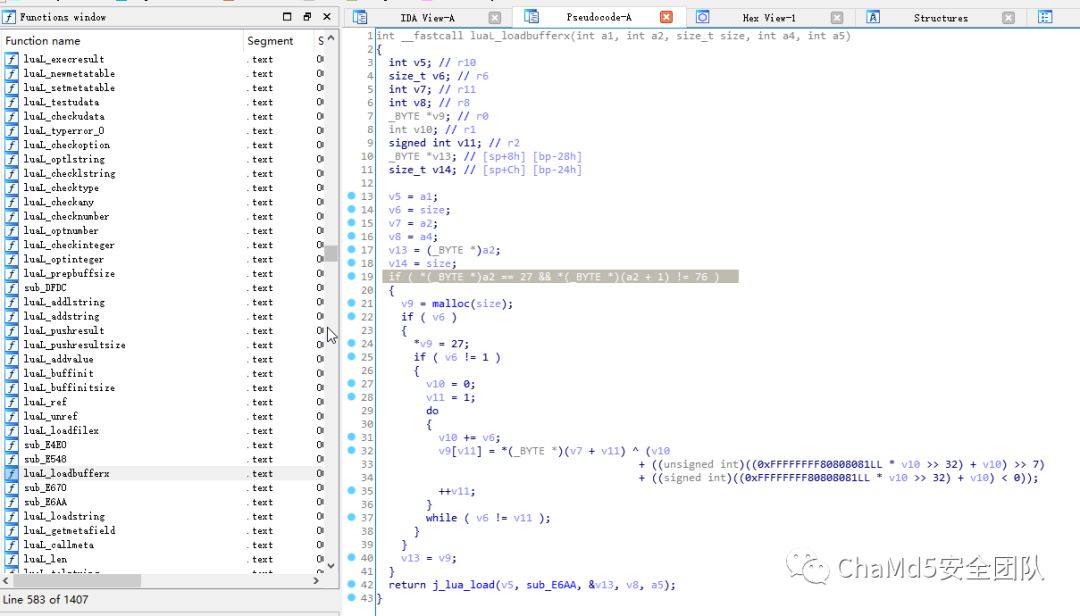 Functions window
IDA View-A
Pseudocode-A
Hex View-1
Structures
Function name Segment S
luaL_execresult .text 0
luaL_newmetatable .text 0
luaL_setmetatable .text 0
luaL_testudata .text 0
luaL_checkudata .text 0
luaL_typerror_0 .text 0
luaL_checkoption .text 0
luaL_optlstring .text 0
luaL_checklstring .text 0
luaL_checktype .text 0
luaL_checkany .text 0
luaL_checknumber .text 0
luaL_optnumber .text 0
luaL_checkinteger .text 0
luaL_optinteger .text 0
luaL_prepbuffsize .text 0
sub_DFDC .text 0
luaL_addlstring .text 0
luaL_addstring .text 0
luaL_pushresult .text 0
luaL_pushresultsize .text 0
luaL_addvalue .text 0
luaL_buffinit .text 0
luaL_buffinitsize .text 0
luaL_ref .text 0
luaL_unref .text 0
luaL_loadfilex .text 0
sub_E4E0 .text 0
sub_E548 .text 0
luaL_loadbufferx .text 0
sub_E670 .text 0
sub_E6AA .text 0
luaL_loadstring .text 0
luaL_getmetafield .text 0
luaL_callmeta .text 0
luaL_len .text 0
Line 583 of 1407
1 int __fastcall luaL_loadbufferx(int a1, int a2, size_t size, int a4, int a5)
2 {
3 int v5; // r10
4 size_t v6; // r6
5 int v7; // r11
6 int v8; // r8
7 _BYTE *v9; // r0
8 int v10; // r1
9 signed int v11; // r2
10 _BYTE *v13; // [sp+8h] [bp-28h]
11 size_t v14; // [sp+Ch] [bp-24h]
12
13 v5 = a1;
14 v6 = size;
15 v7 = a2;
16 v8 = a4;
17 v13 = (_BYTE *)a2;
18 v14 = size;
19 if ( *(_BYTE *)a2 == 27 && *(_BYTE *)(a2 + 1) != 76 )
20 {
21 v9 = malloc(size);
22 if ( v6 )
23 {
24 *v9 = 27;
25 if ( v6 != 1 )
26 {
27 v10 = 0;
28 v11 = 1;
29 do
30 {
31 v10 += v6;
32 v9[v11] = *(_BYTE *)(v7 + v11) ^ (v10
33 + ((unsigned int)((0xFFFFFFFF80808081LL * v10 >> 32) + v10) >> 7)
34 + ((signed int)((0xFFFFFFFF80808081LL * v10 >> 32) + v10) < 0));
35 ++v11;
36 }
37 while ( v6 != v11 );
38 }
39 }
40 v13 = v9;
41 }
42 return j_lua_load(v5, sub_E6AA, &v13, v8, a5);
43 }
ChaMd5安全团队